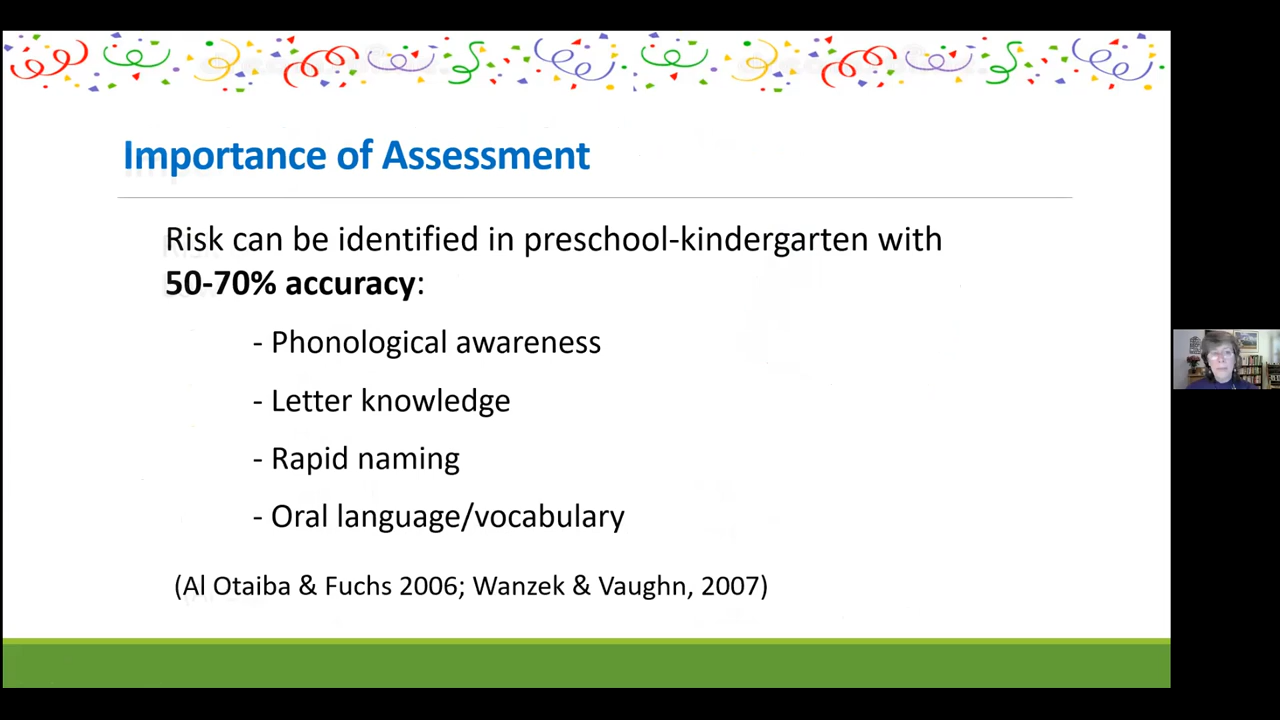 Importance of Assessment
Risk can be identified in preschool-kindergarten with
50-70% accuracy:
- Phonological awareness
- Letter knowledge
- Rapid naming
- Oral language/vocabulary
(Al Otaiba & Fuchs 2006; Wanzek & Vaughn, 2007)